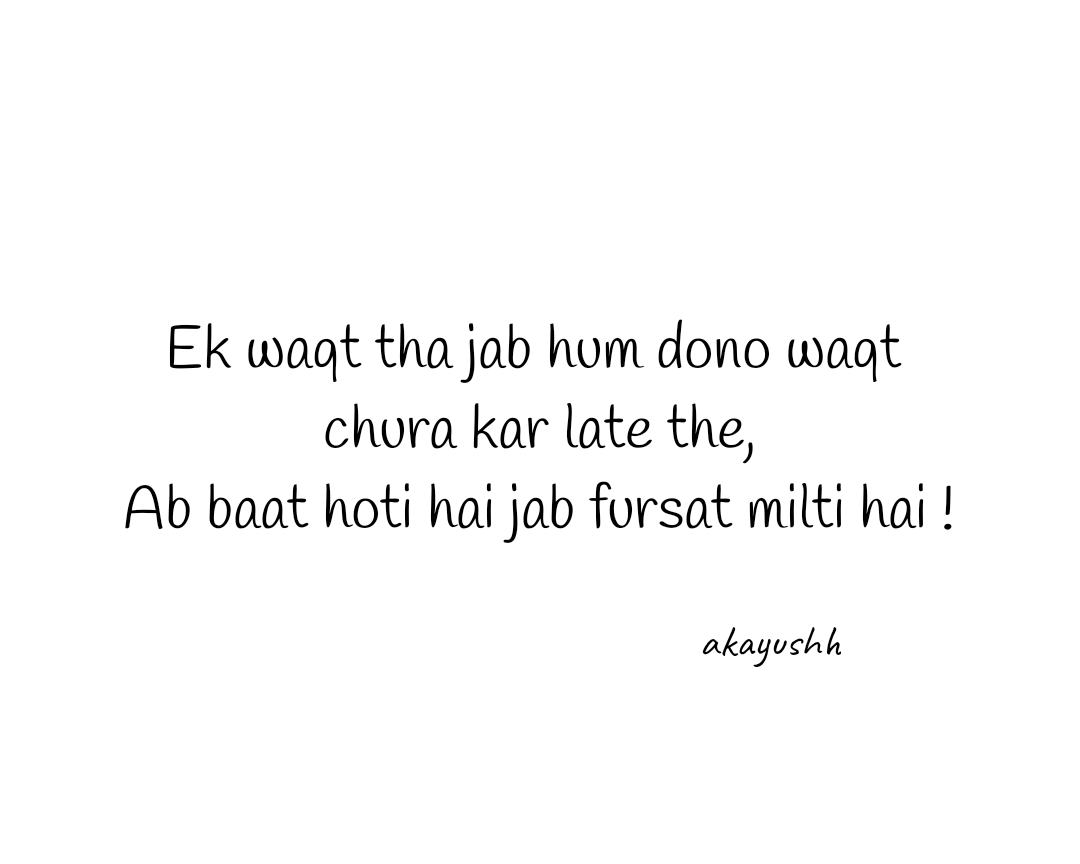 Ek waqt tha jab hum dono waqt
chura kar late the,
Ab baat hoti hai jab fursat milti hai !
akayushh